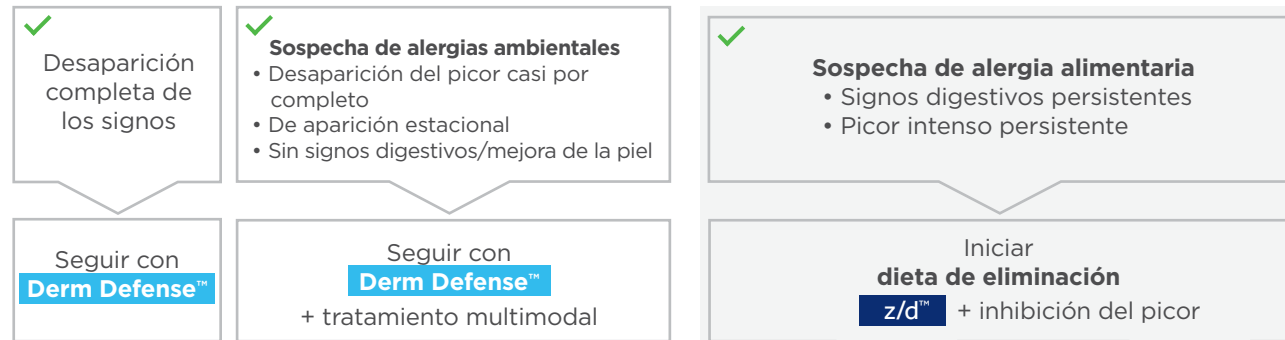 Desaparición
completa de
los signos
Sospecha de alergias ambientales
• Desaparición del picor casi por
completo
• De aparición estacional
• Sin signos digestivos/mejora de la piel
Sospecha de alergia alimentaria
• Signos digestivos persistentes
• Picor intenso persistente
Seguir con
Derm Defense™
Seguir con
Derm Defense™
+ tratamiento multimodal
Iniciar
dieta de eliminación
z/d™ + inhibición del picor